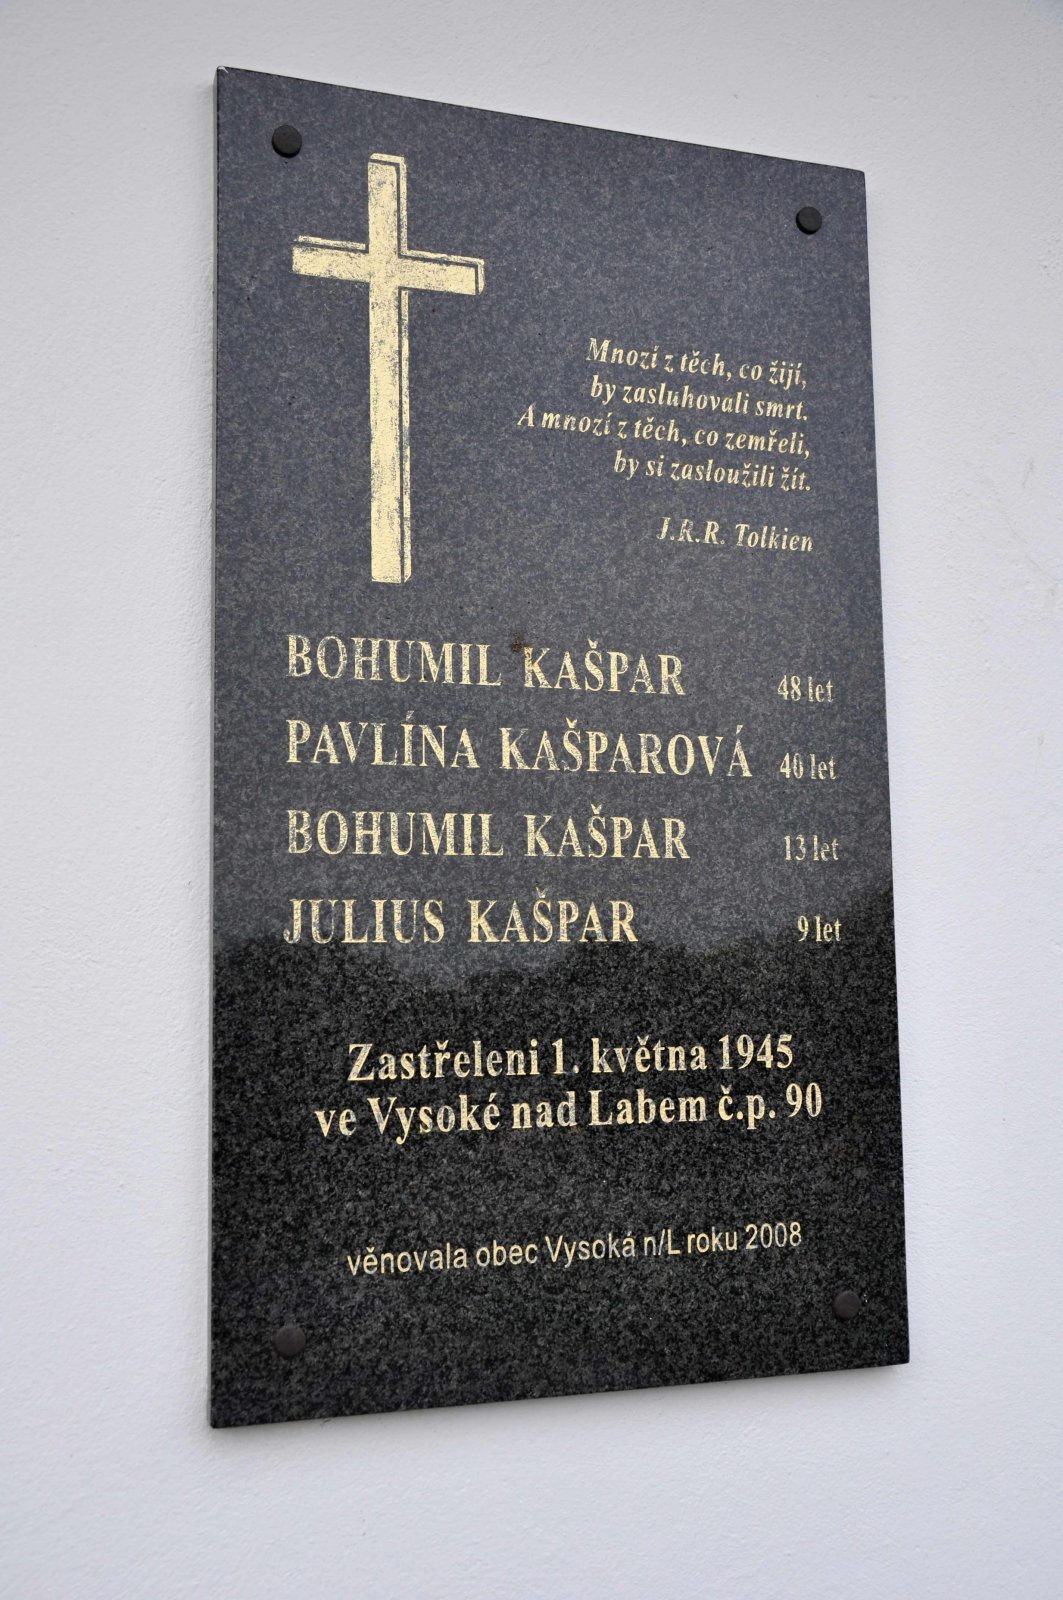 Mnozí z těch, co žijí,
by zasluhovali smrt.
A mnozí z těch, co zemřeli,
by si zasloužili žít.
J.R.R. Tolkien
BOHUMIL KAŠPAR 48 let
PAVLÍNA KAŠPAROVÁ 40 let
BOHUMIL KAŠPAR 13 let
JULIUS KAŠPAR 9 let
Zastřeleni 1. května 1945
ve Vysoké nad Labem č.p. 90
věnovala obec Vysoká n/L roku 2008